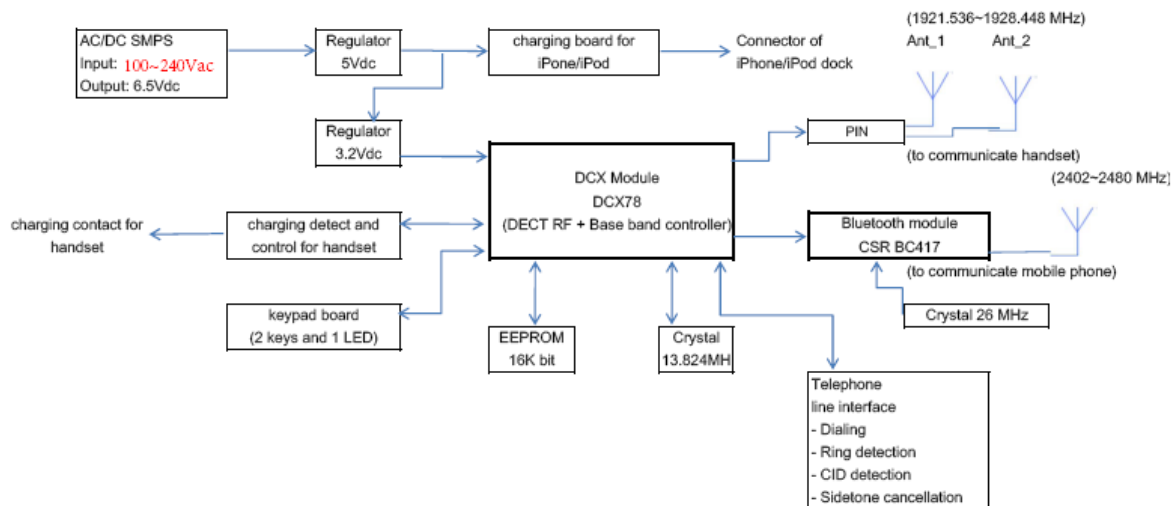 AC/DC SMPS
Input: 100~240Vac
Output: 6.5Vdc
Regulator
5Vdc
charging board for
iPone/iPod
Connector of
iPhone/iPod dock
(1921.536~1928.448 MHz)
Ant_1
Ant_2
Regulator
3.2Vdc
PIN
(to communicate handset)
DCX Module
DCX78
(DECT RF + Base band controller)
(2402~2480 MHz)
charging contact for
handset
charging detect and
control for handset
Bluetooth module
CSR BC417
(to communicate mobile phone)
Crystal 26 MHz
keypad board
(2 keys and 1 LED)
EEPROM
16K bit
Crystal
13.824MH
Telephone
line interface
- Dialing
- Ring detection
- CID detection
- Sidetone cancellation